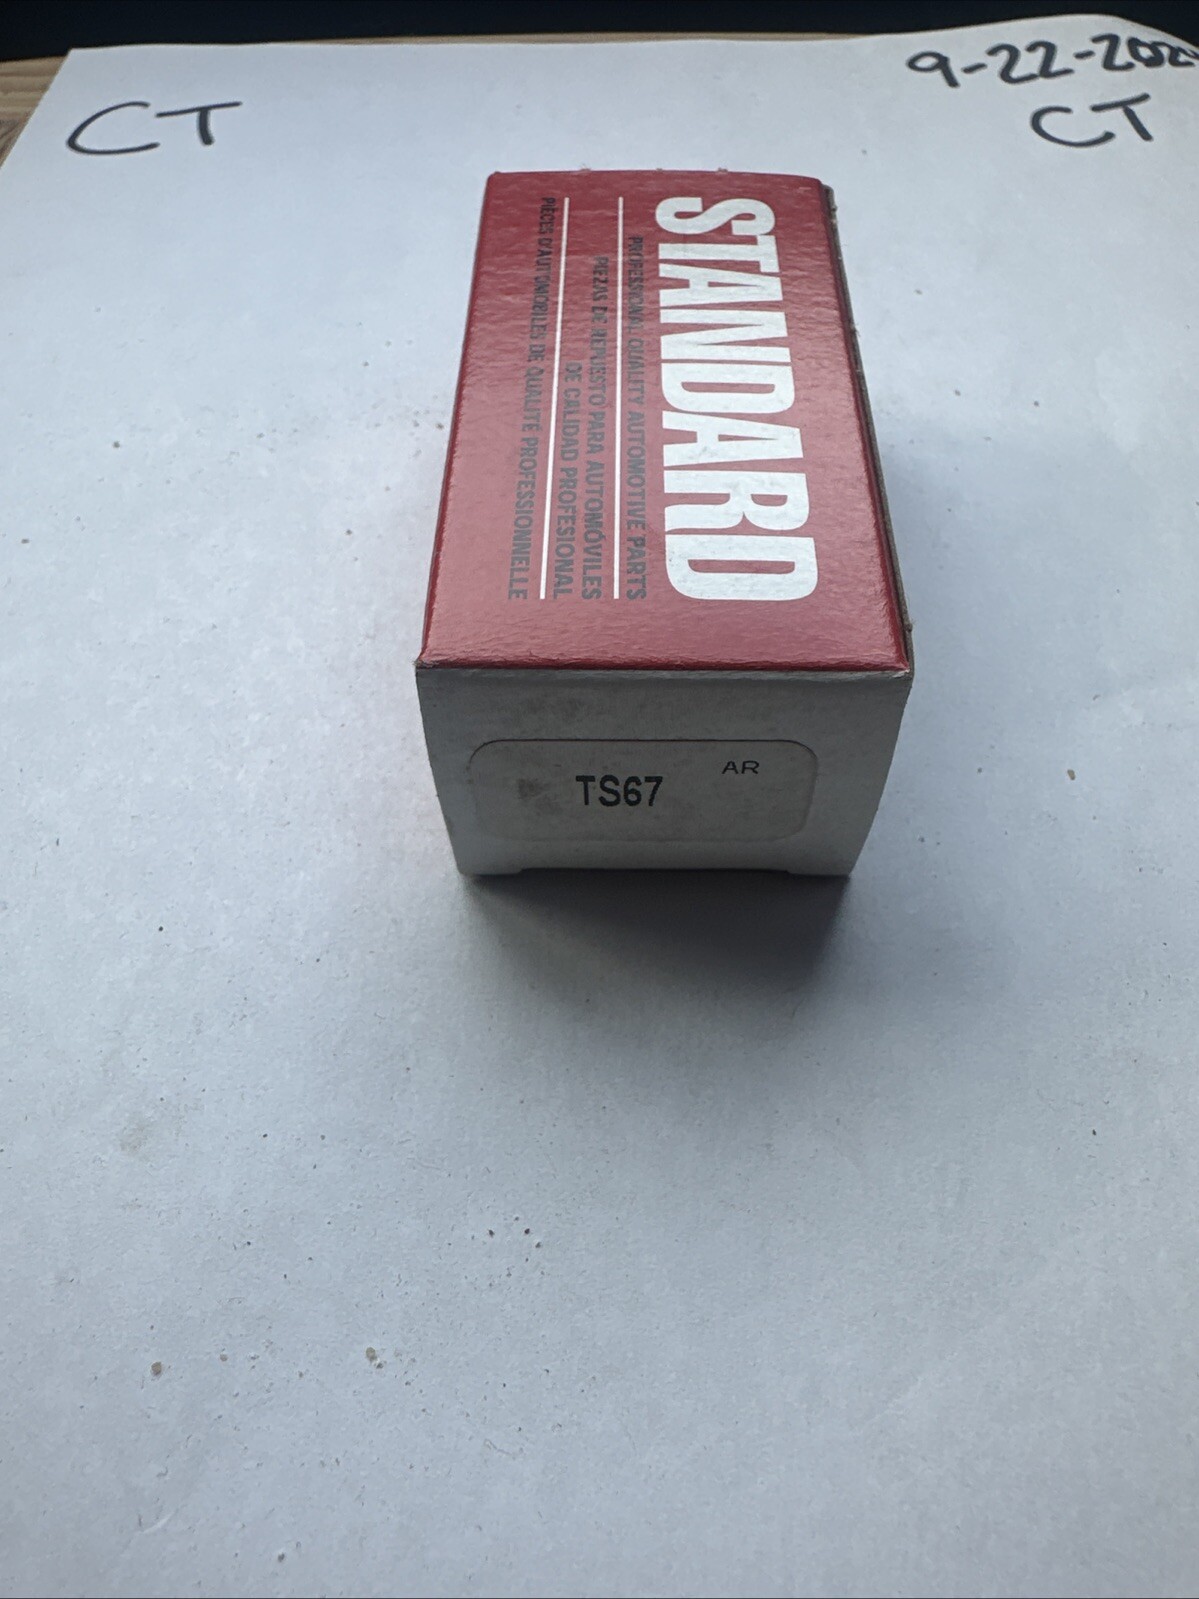 CT
9-22-202
CT
STANDARD
PROFESSIONAL QUALITY AUTOMOTIVE PARTS
PIEZAS DE REPUESTO PARA AUTOMÓVILES
DE CALIDAD PROFESIONAL
PIÈCES D'AUTOMOBILES DE QUALITÉ PROFESSIONNELLE
AR
TS67